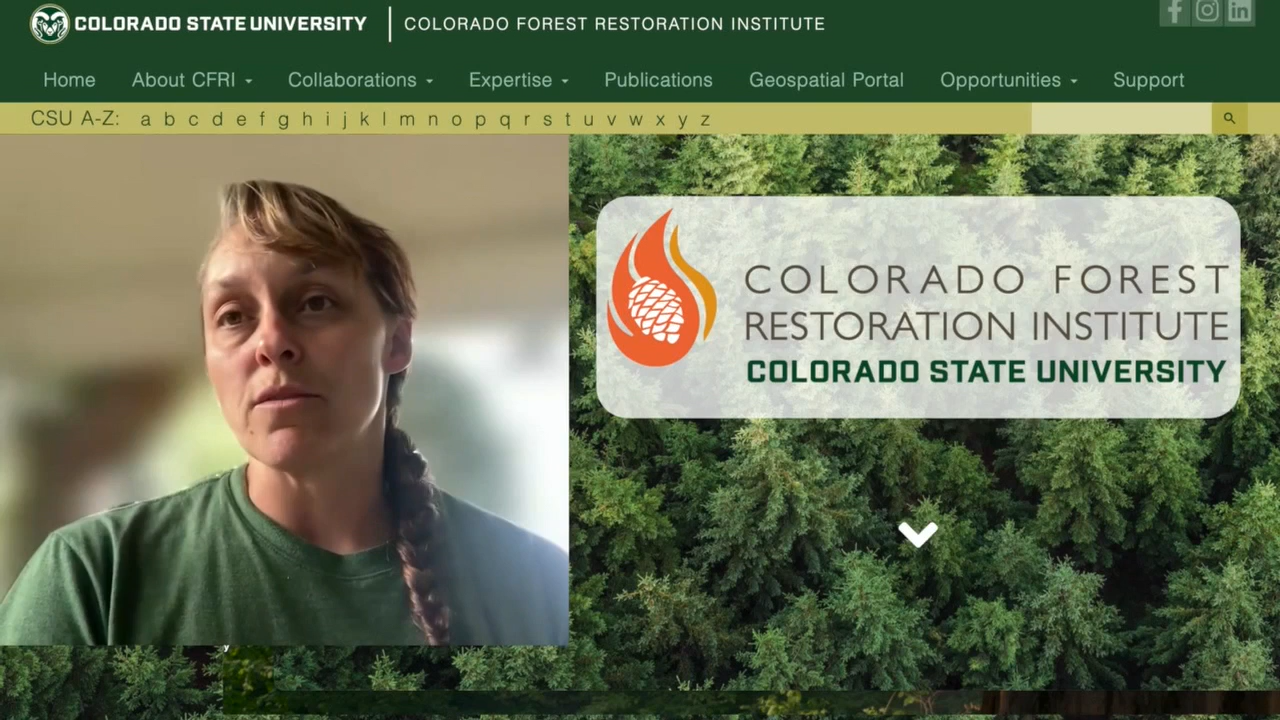 COLORADO STATE UNIVERSITY | COLORADO FOREST RESTORATION INSTITUTE
Home About CFRI Collaborations Expertise Publications Geospatial Portal Opportunities Support
CSU A-Z: a b c d e f g h i j k l m n o p q r s t u v w x y z
COLORADO FOREST
RESTORATION INSTITUTE
COLORADO STATE UNIVERSITY